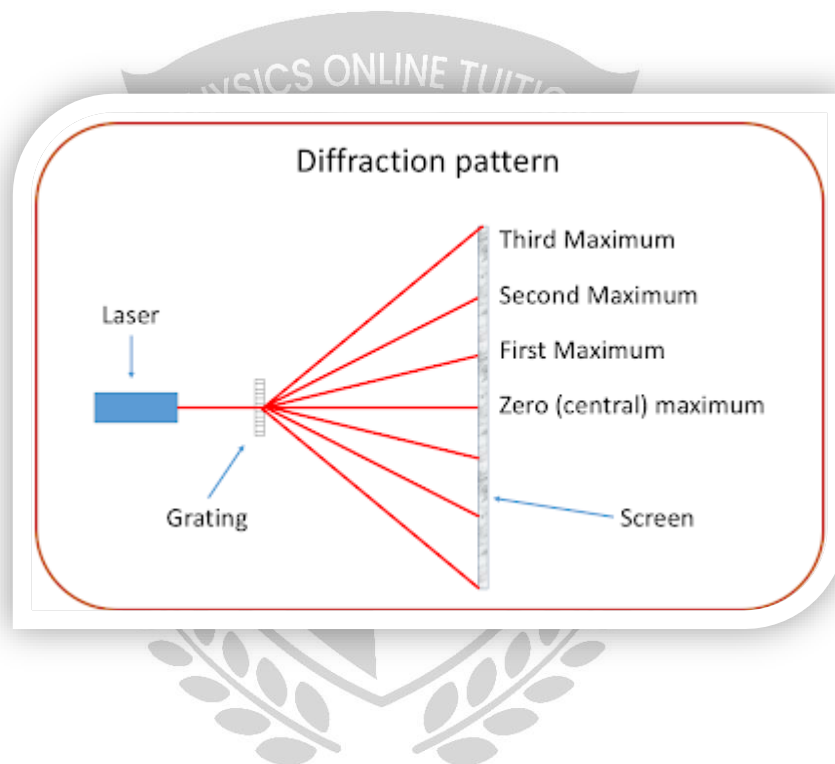 PHYSICS ONLINE TUITION
Diffraction pattern
Third Maximum
Laser
Second Maximum
First Maximum
Zero (central) maximum
Grating
Screen